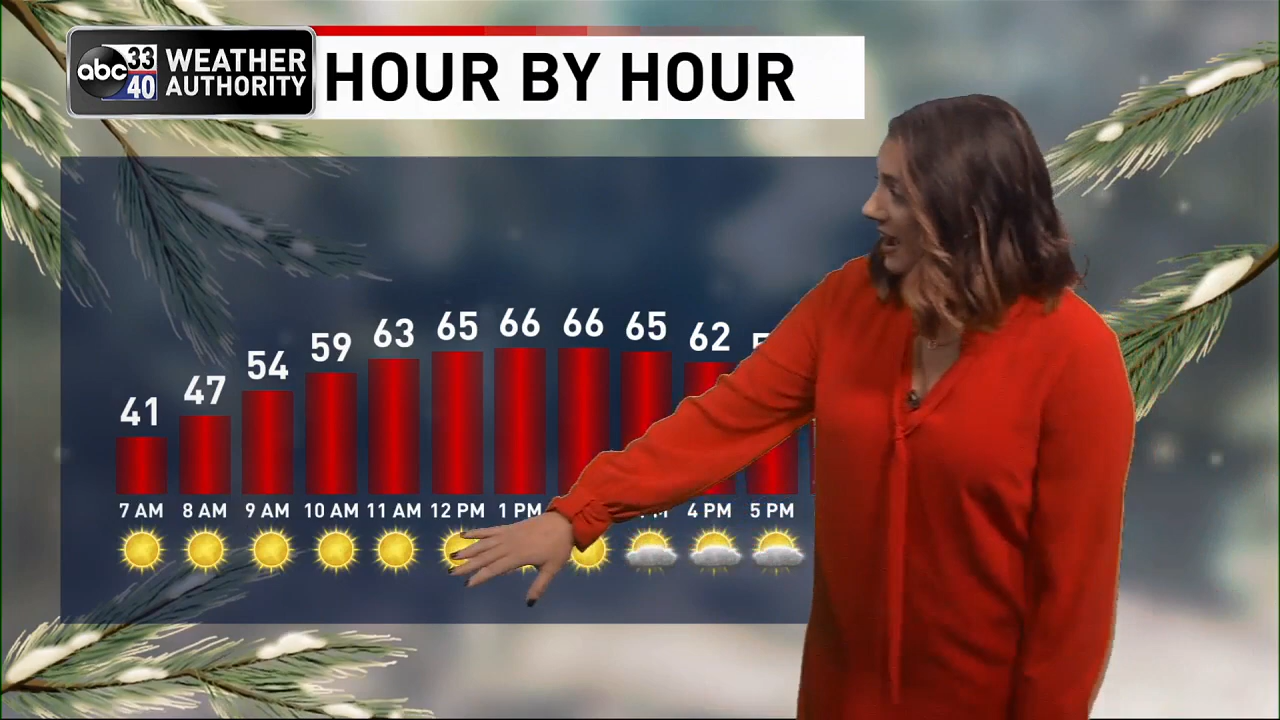 abc 33 40
WEATHER AUTHORITY
HOUR BY HOUR
41 47 54 59 63 65 66 66 65 62
7 AM 8 AM 9 AM 10 AM 11 AM 12 PM 1 PM 4 PM 5 PM